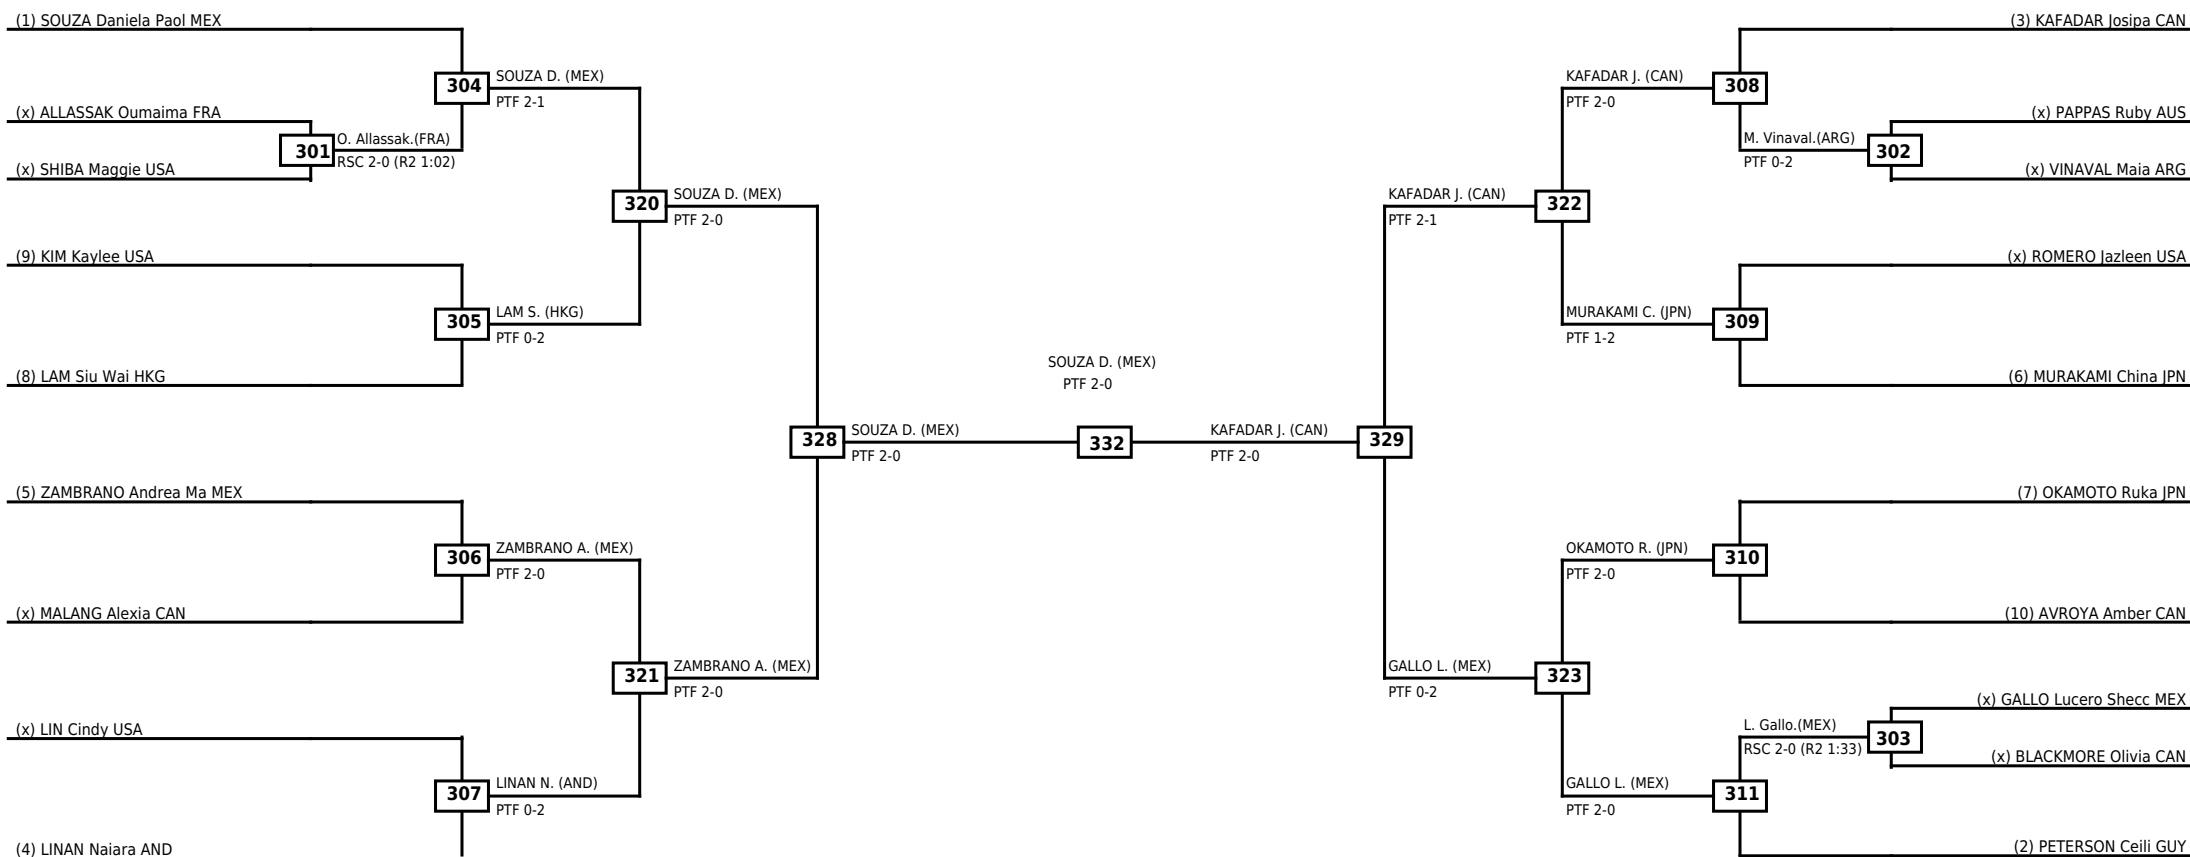 (1) SOUZA Daniela Paol MEX
(x) ALLASSAK Oumaima FRA
(x) SHIBA Maggie USA
(9) KIM Kaylee USA
(8) LAM Siu Wai HKG
(5) ZAMBRANO Andrea Ma MEX
(x) MALANG Alexia CAN
(x) LIN Cindy USA
(4) LINAN Naiara AND
301
O. Allassak.(FRA)
RSC 2-0 (R2 1:02)
304
SOUZA D. (MEX)
PTF 2-1
305
LAM S. (HKG)
PTF 0-2
306
ZAMBRANO A. (MEX)
PTF 2-0
307
LINAN N. (AND)
PTF 0-2
320
SOUZA D. (MEX)
PTF 2-0
321
ZAMBRANO A. (MEX)
PTF 2-0
328
SOUZA D. (MEX)
PTF 2-0
SOUZA D. (MEX)
PTF 2-0
332
KAFADAR J. (CAN)
PTF 2-0
329
KAFADAR J. (CAN)
PTF 2-1
322
GALLO L. (MEX)
PTF 0-2
323
KAFADAR J. (CAN)
PTF 2-0
308
MURAKAMI C. (JPN)
PTF 1-2
309
OKAMOTO R. (JPN)
PTF 2-0
310
GALLO L. (MEX)
PTF 2-0
311
M. Vinaval.(ARG)
PTF 0-2
302
L. Gallo.(MEX)
RSC 2-0 (R2 1:33)
303
(3) KAFADAR Josipa CAN
(x) PAPPAS Ruby AUS
(x) VINAVAL Maia ARG
(x) ROMERO Jazleen USA
(6) MURAKAMI China JPN
(7) OKAMOTO Ruka JPN
(10) AVROYA Amber CAN
(x) GALLO Lucero Shecc MEX
(x) BLACKMORE Olivia CAN
(2) PETERSON Ceili GUY